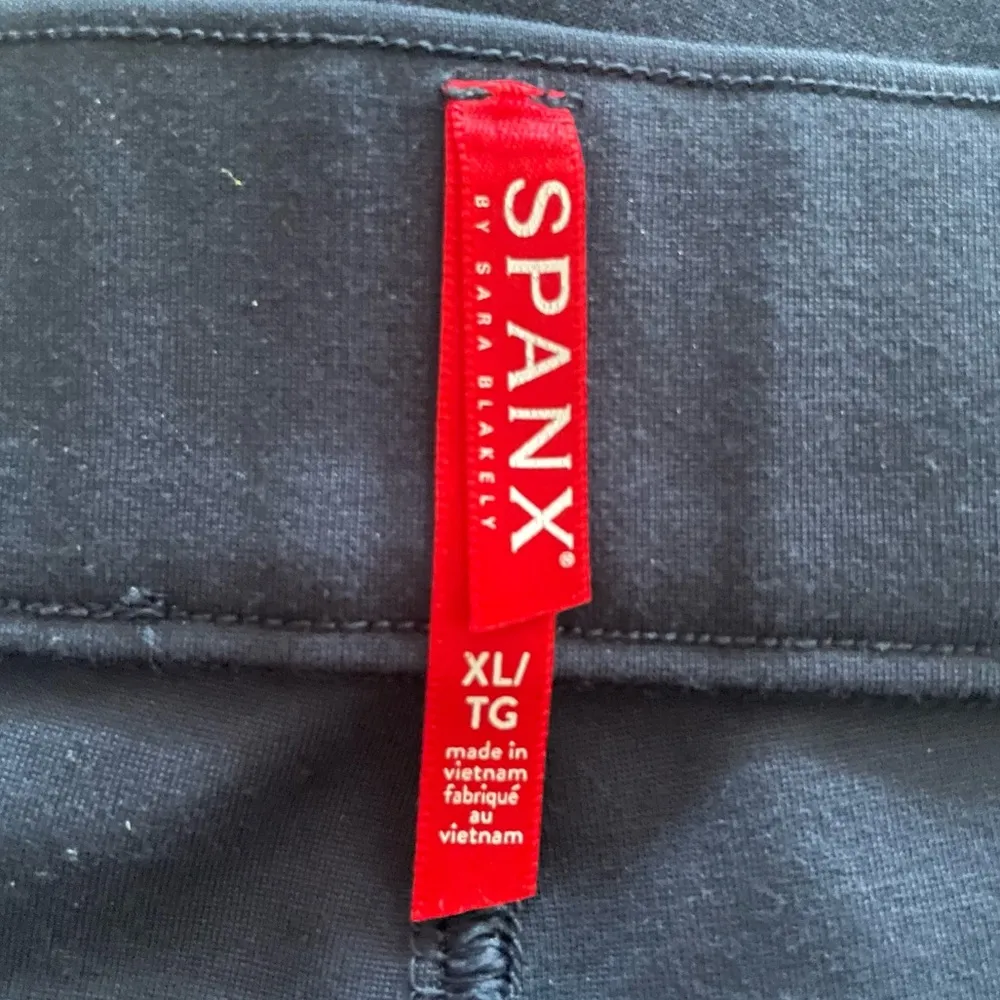 SPANX®
BY SARA BLAKELY
XL/
TG
made in
vietnam
fabriqué
au
vietnam